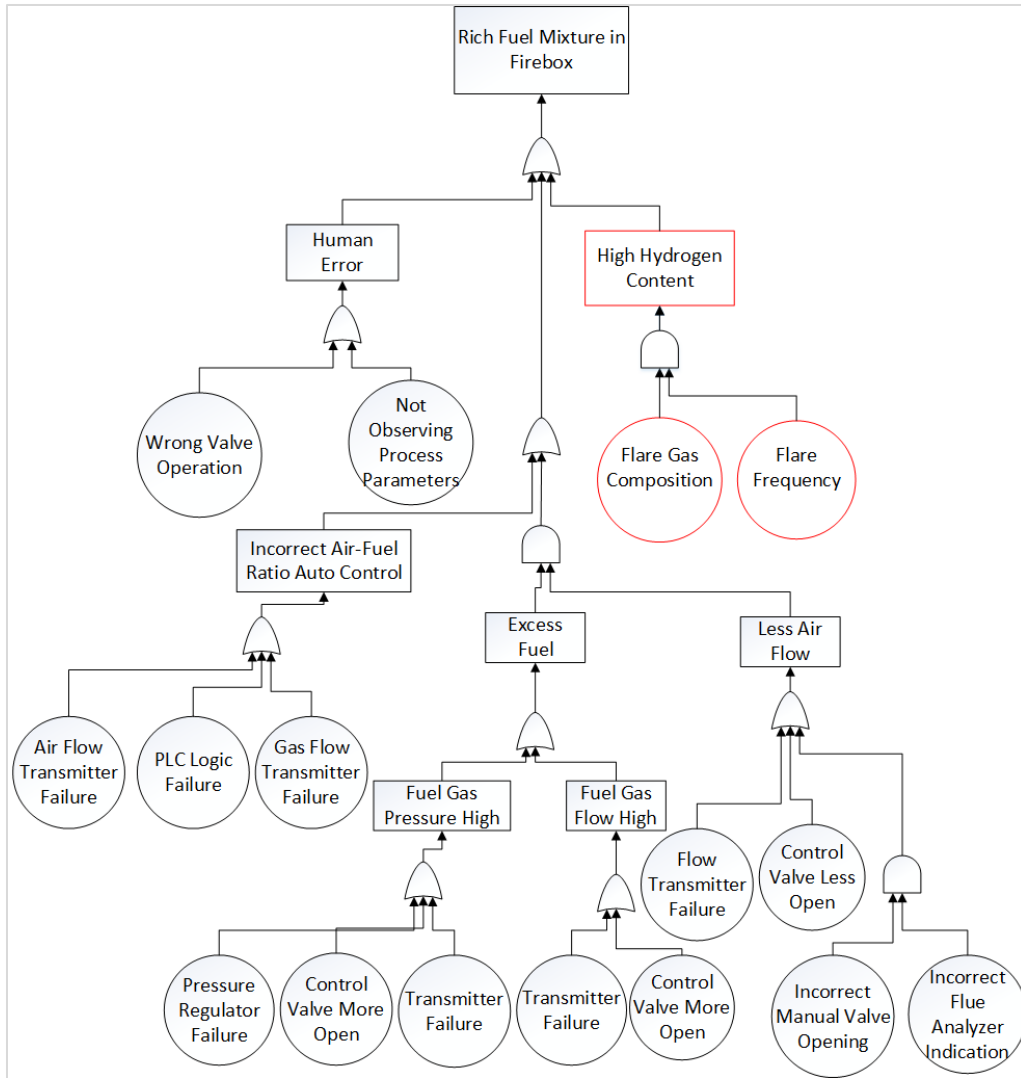 Rich Fuel Mixture in
Firebox
Human
Error
High Hydrogen
Content
Wrong Valve
Operation
Not
Observing
Process
Parameters
Flare Gas
Composition
Flare
Frequency
Incorrect Air-Fuel
Ratio Auto Control
Excess
Fuel
Less Air
Flow
Air Flow
Transmitter
Failure
PLC Logic
Failure
Gas Flow
Transmitter
Failure
Fuel Gas
Pressure High
Fuel Gas
Flow High
Flow
Transmitter
Failure
Control
Valve Less
Open
Pressure
Regulator
Failure
Control
Valve More
Open
Transmitter
Failure
Transmitter
Failure
Control
Valve More
Open
Incorrect
Manual Valve
Opening
Incorrect
Flue
Analyzer
Indication